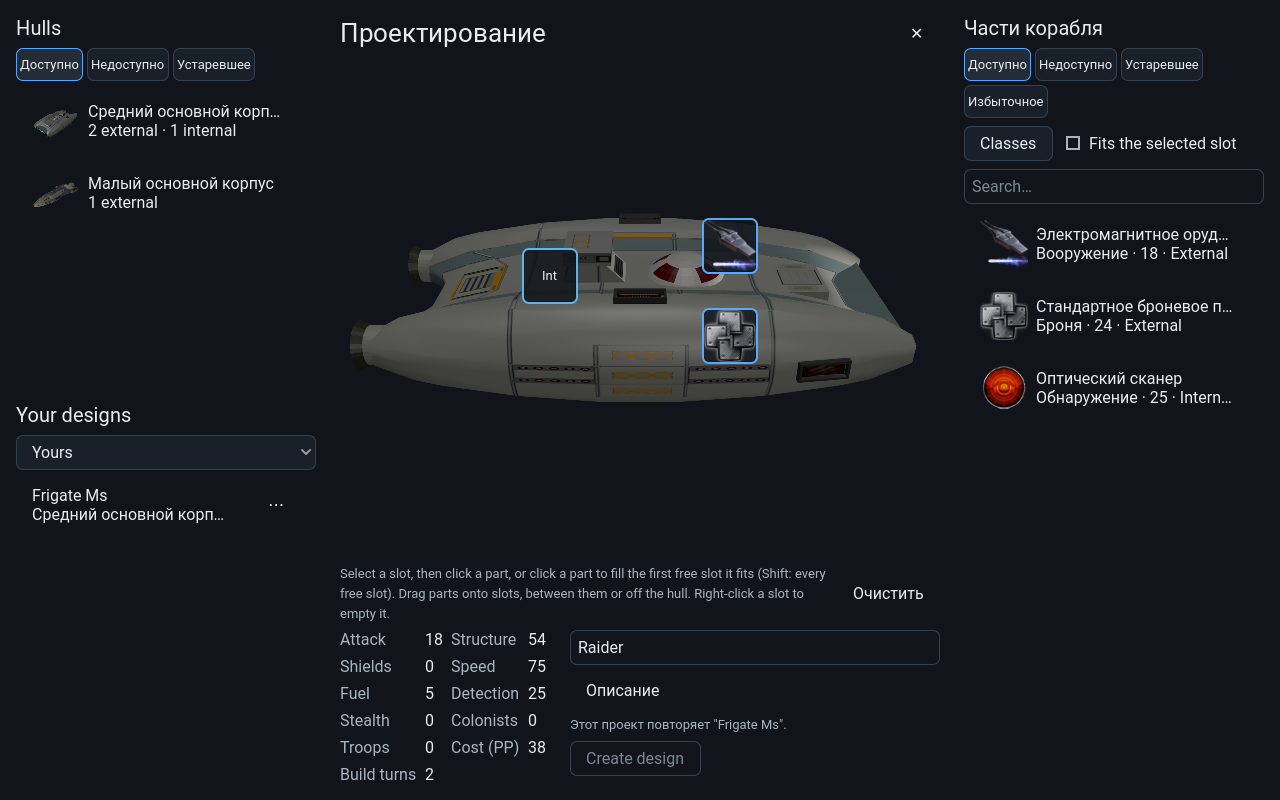 Hulls
Доступно
Недоступно
Устаревшее
Средний основной корп…
2 external · 1 internal
Малый основной корпус
1 external
Your designs
Yours
Frigate Ms
Средний основной корп…
…
Проектирование
×
Int
Select a slot, then click a part, or click a part to fill the first free slot it fits (Shift: every
free slot). Drag parts onto slots, between them or off the hull. Right-click a slot to
empty it.
Очистить
Attack 18 Structure 54
Shields 0 Speed 75
Fuel 5 Detection 25
Stealth 0 Colonists 0
Troops 0 Cost (PP) 38
Build turns 2
Raider
Описание
Этот проект повторяет "Frigate Ms".
Create design
Части корабля
Доступно
Недоступно
Устаревшее
Избыточное
Classes
Fits the selected slot
Search…
Электромагнитное оруд…
Вооружение · 18 · External
Стандартное броневое п…
Броня · 24 · External
Оптический сканер
Обнаружение · 25 · Intern…